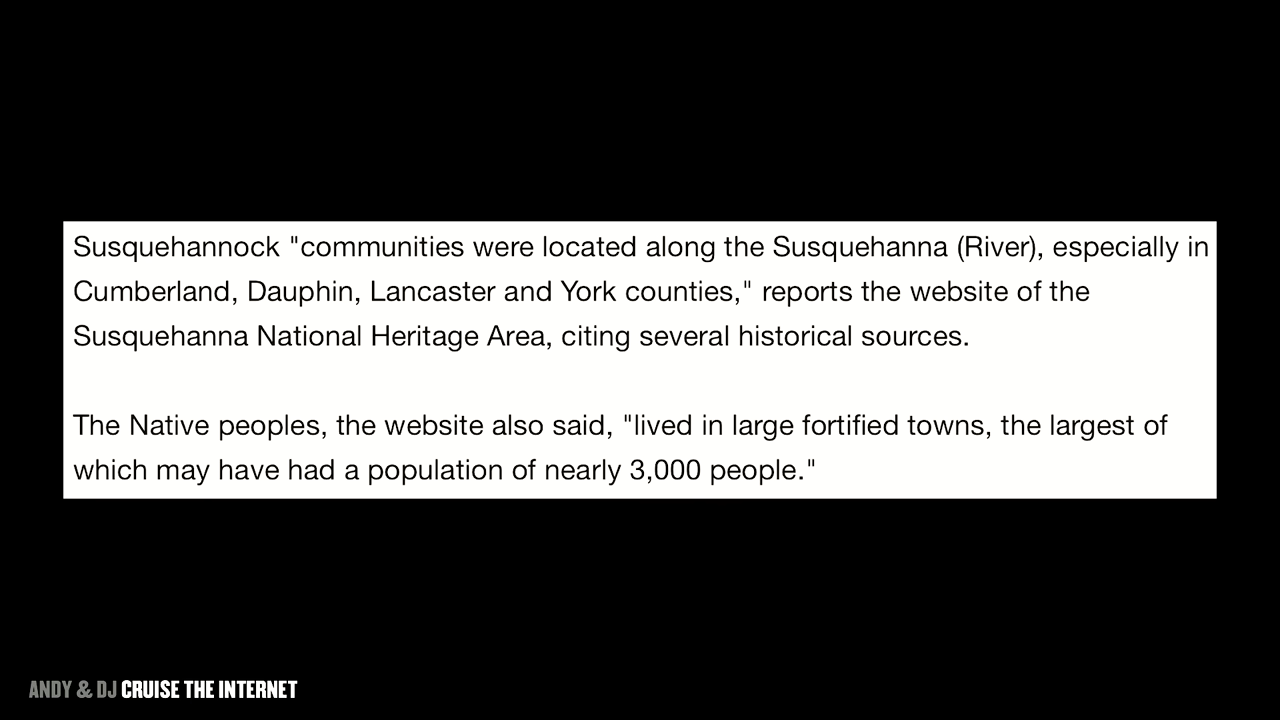 Susquehannock "communities were located along the Susquehanna (River), especially in
Cumberland, Dauphin, Lancaster and York counties," reports the website of the
Susquehanna National Heritage Area, citing several historical sources.
The Native peoples, the website also said, "lived in large fortified towns, the largest of
which may have had a population of nearly 3,000 people."
ANDY & DJ CRUISE THE INTERNET